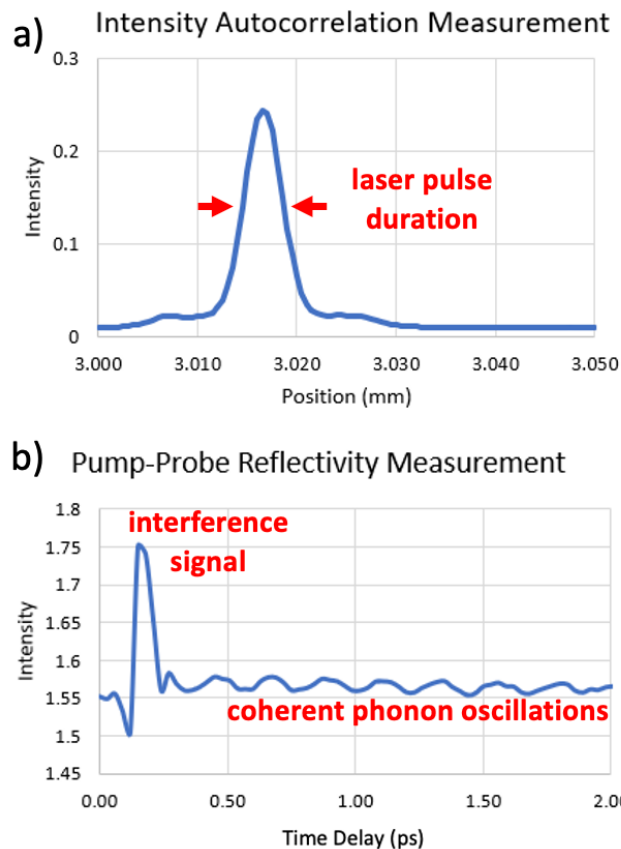 a) Intensity Autocorrelation Measurement
0.3
0.2
0.1
0
Intensity
laser pulse
duration
3.000 3.010 3.020 3.030 3.040 3.050
Position (mm)
b) Pump-Probe Reflectivity Measurement
1.8
1.75
1.7
1.65
1.6
1.55
1.5
1.45
Intensity
interference
signal
coherent phonon oscillations
0.00 0.50 1.00 1.50 2.00
Time Delay (ps)